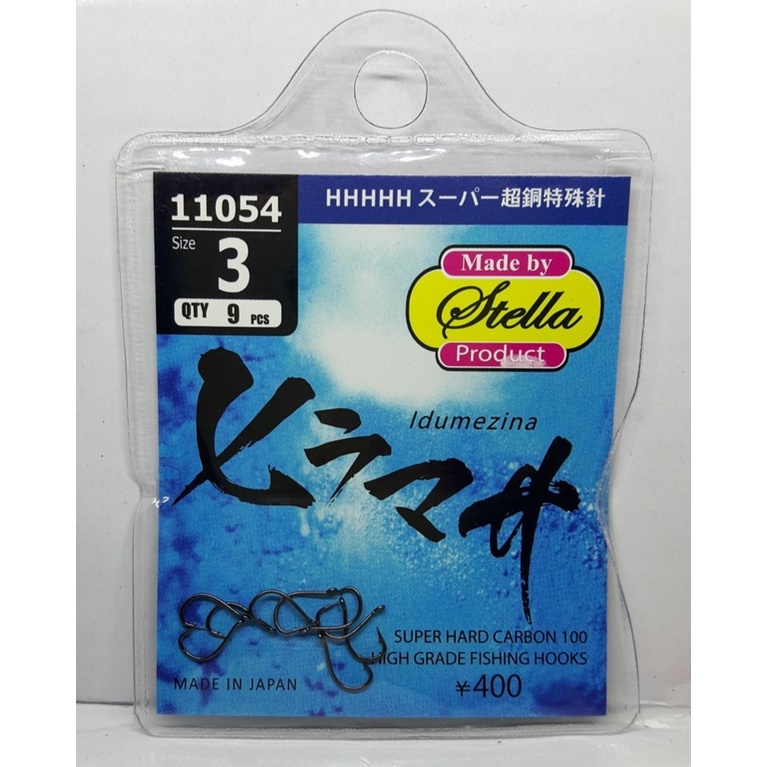 11054
HHHHH スーパー超銅特殊針
Size
3
QTY 9 PCS
Made by
Stella
Product
Idumezina
ヒラマサ
SUPER HARD CARBON 100
HIGH GRADE FISHING HOOKS
MADE IN JAPAN
¥400